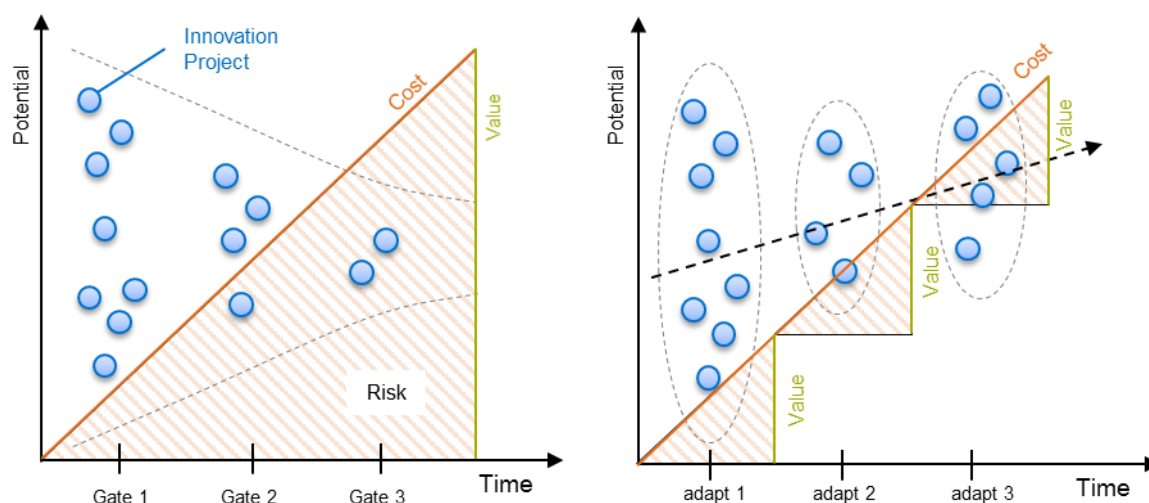 Innovation
Project
Potential
Cost
Value
Risk
Time
Gate 1
Gate 2
Gate 3
Potential
Cost
Value
Value
Value
Time
adapt 1
adapt 2
adapt 3